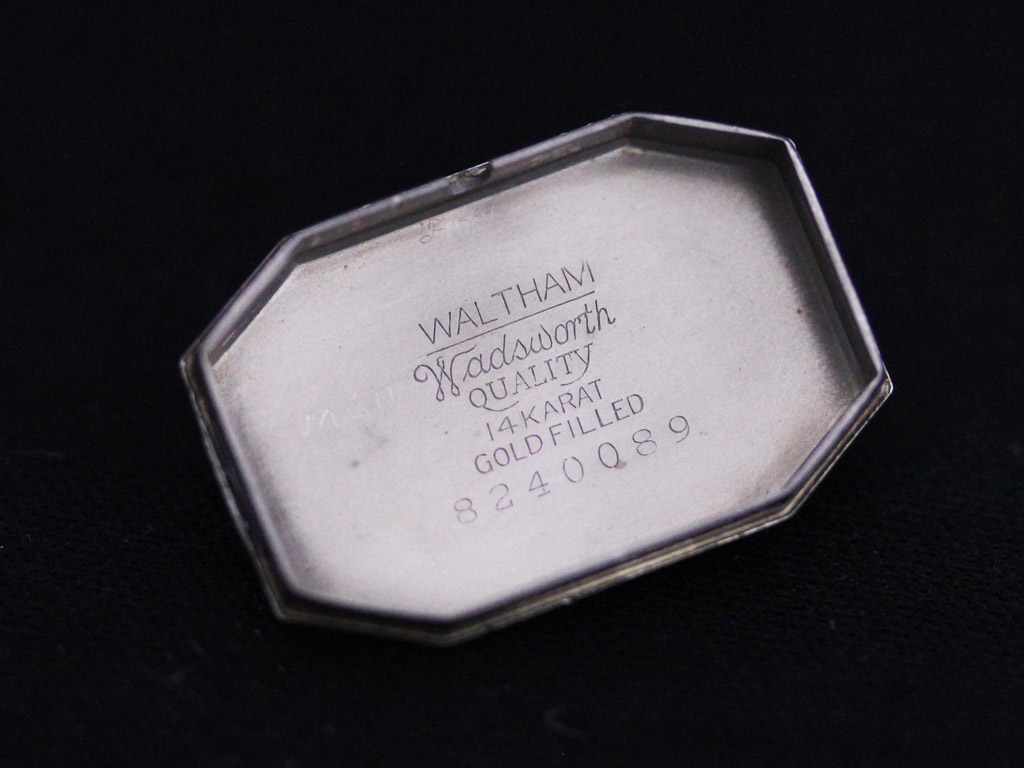 WALTHAM
Wadsworth
QUALITY
14 KARAT
GOLD FILLED
8240089